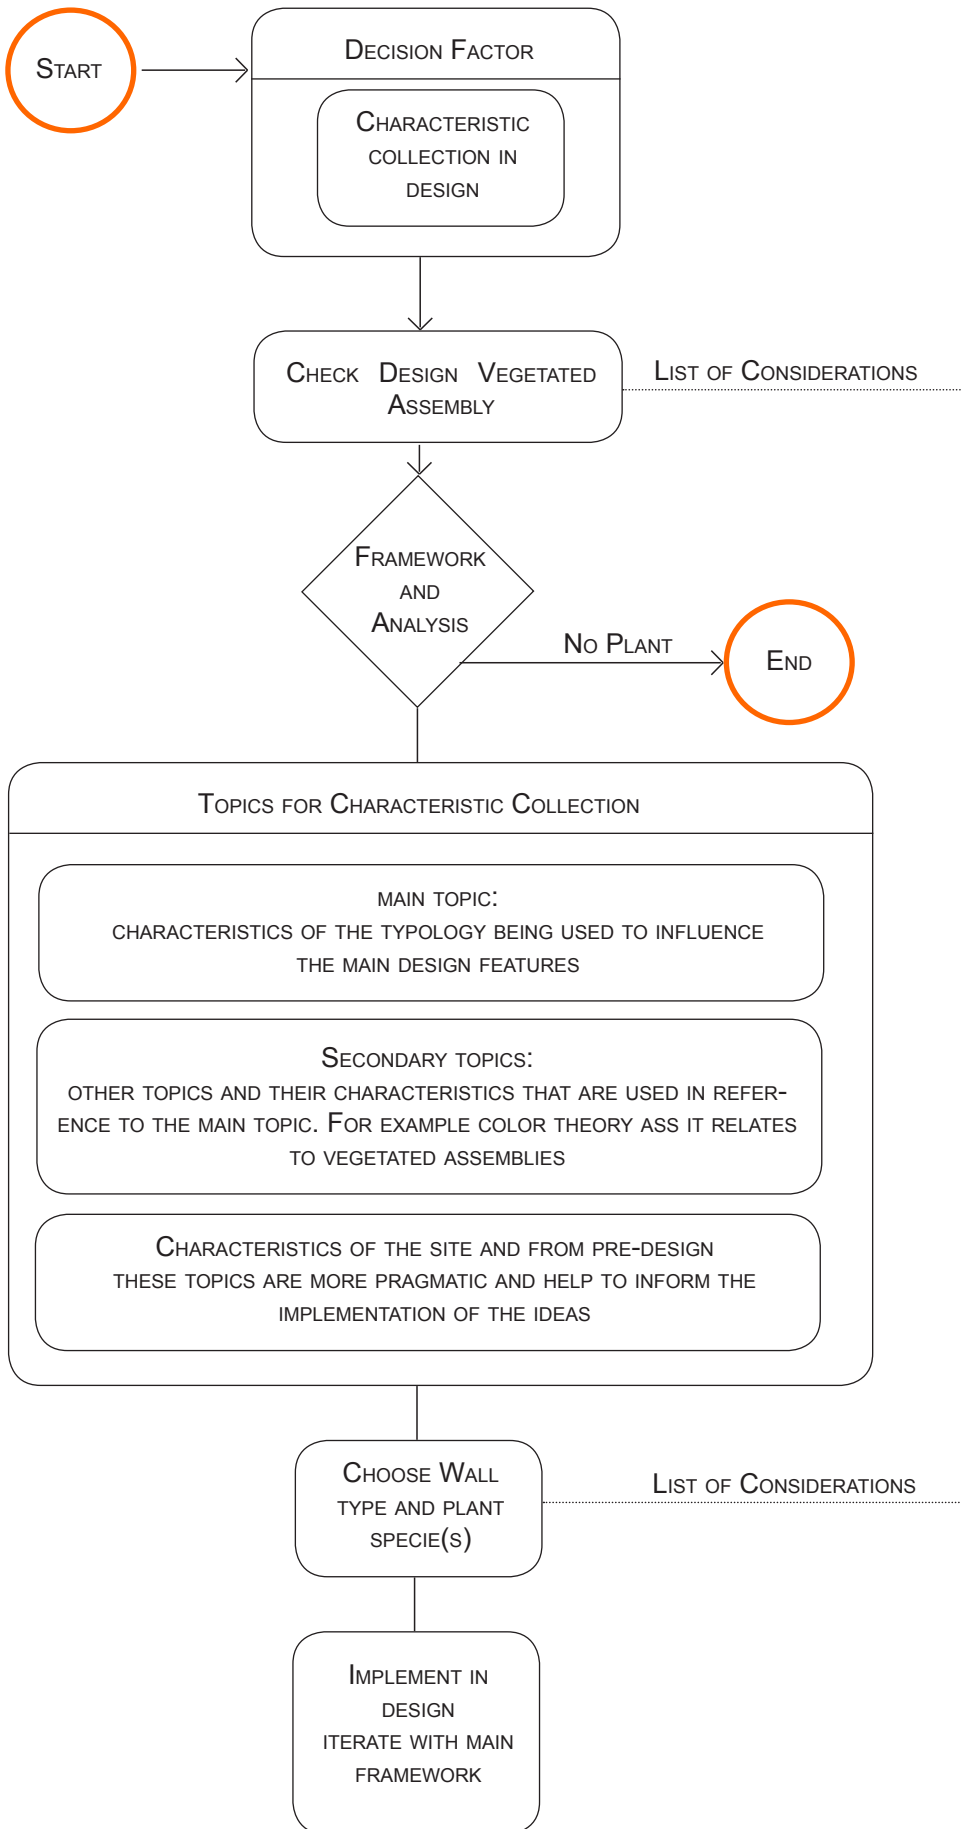 Start
Decision Factor
Characteristic
collection in
design
Check Design Vegetated
Assembly
List of Considerations
Framework
and
Analysis
No Plant
End
Topics for Characteristic Collection
main topic:
characteristics of the typology being used to influence
the main design features
Secondary topics:
other topics and their characteristics that are used in refer-
ence to the main topic. For example color theory ass it relates
to vegetated assemblies
Characteristics of the site and from pre-design
these topics are more pragmatic and help to inform the
implementation of the ideas
Choose Wall
type and plant
specie(s)
List of Considerations
Implement in
design
iterate with main
framework